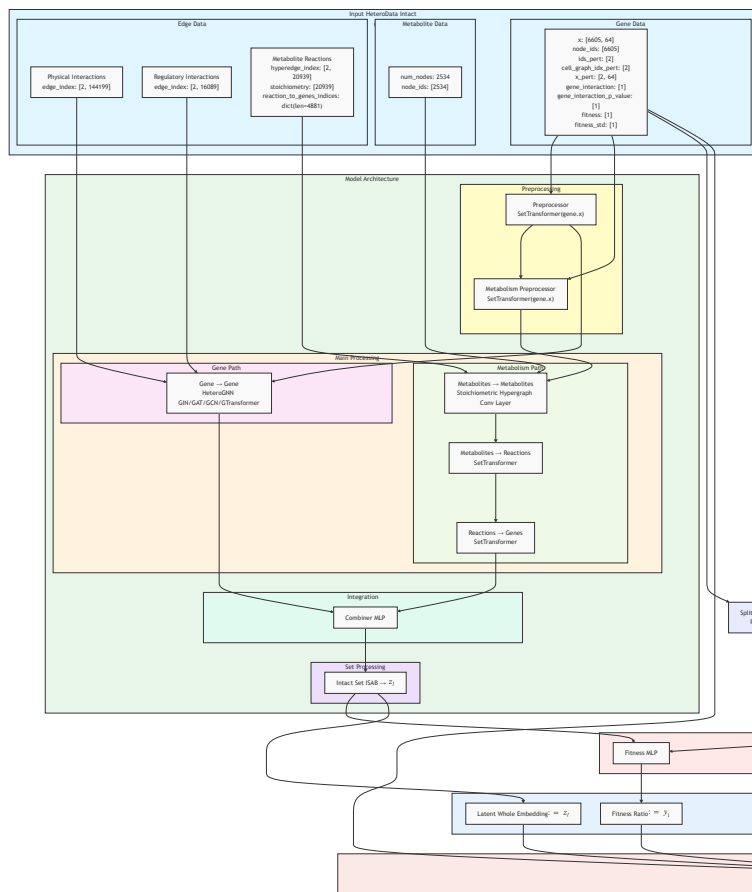 Input HeteroData Intact
Edge Data
Metabolite Data
Gene Data
Physical Interactions
edge_index: [2, 144199]
Regulatory Interactions
edge_index: [2, 16089]
Metabolite Reactions
hyperedge_index: [2,
20939]
stoichiometry: [20939]
reaction_to_genes_indices:
dict(len=4881)
num_nodes: 2534
node_ids: [2534]
x: [6605, 64]
node_ids: [6605]
ids_pert: [2]
cell_graph_idx_pert: [2]
x_pert: [2, 64]
gene_interaction: [1]
gene_interaction_p_value:
[1]
fitness: [1]
fitness_std: [1]
Model Architecture
Preprocessing
Preprocessor
SetTransformer(gene.x)
Metabolism Preprocessor
SetTransformer(gene.x)
Main Processing
Gene Path
Gene → Gene
HeteroGNN
GIN/GAT/GCN/GTransformer
Metabolism Path
Metabolites → Metabolites
Stoichiometric Hypergraph
Conv Layer
Metabolites → Reactions
SetTransformer
Reactions → Genes
SetTransformer
Integration
Combiner MLP
Set Processing
Intact Set ISAB → z_I
Split
Fitness MLP
Latent Whole Embedding: = z_I
Fitness Ratio: = y_i